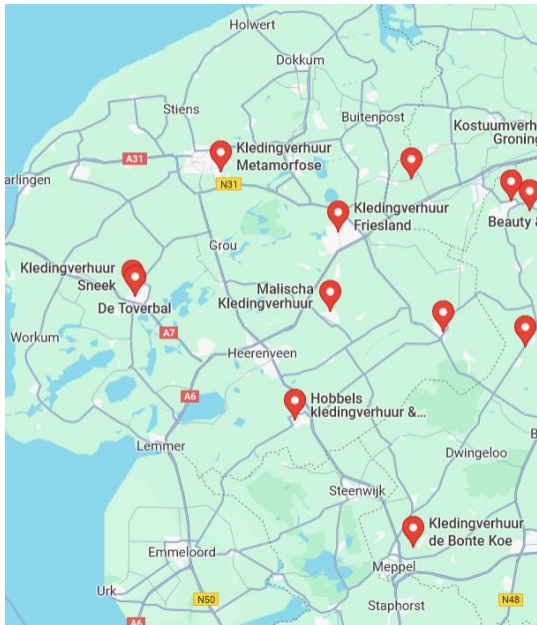 Holwert
Dokkum
Stiens
Buitenpost
Kledingverhuur
Metamorfose
Kostuumverh
Groning
A31
arlingen
N31
Kledingverhuur
Friesland
Beauty &
Grou
Kledingverhuur
Sneek
De Toverbal
Malischa
Kledingverhuur
A7
Workum
Heerenveen
A6
Hobbels
kledingverhuur &...
Lemmer
Dwingeloo
B
Steenwijk
Kledingverhuur
de Bonte Koe
Emmeloord
Meppel
Urk
N50
N48
Staphorst
A6